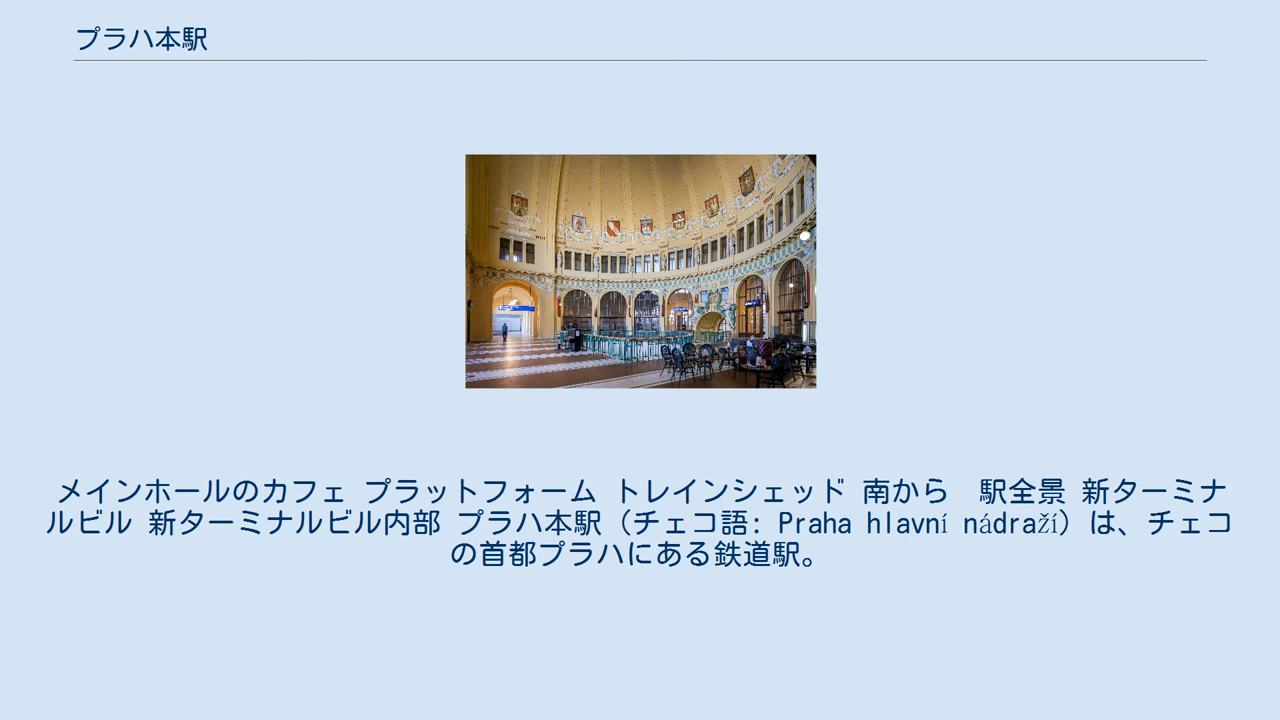 プラハ本駅
メインホールのカフェ プラットフォーム トレインシェッド 南から　駅全景 新ターミナ
ルビル 新ターミナルビル内部 プラハ本駅（チェコ語: Praha hlavní nádraží）は、チェコ
の首都プラハにある鉄道駅。